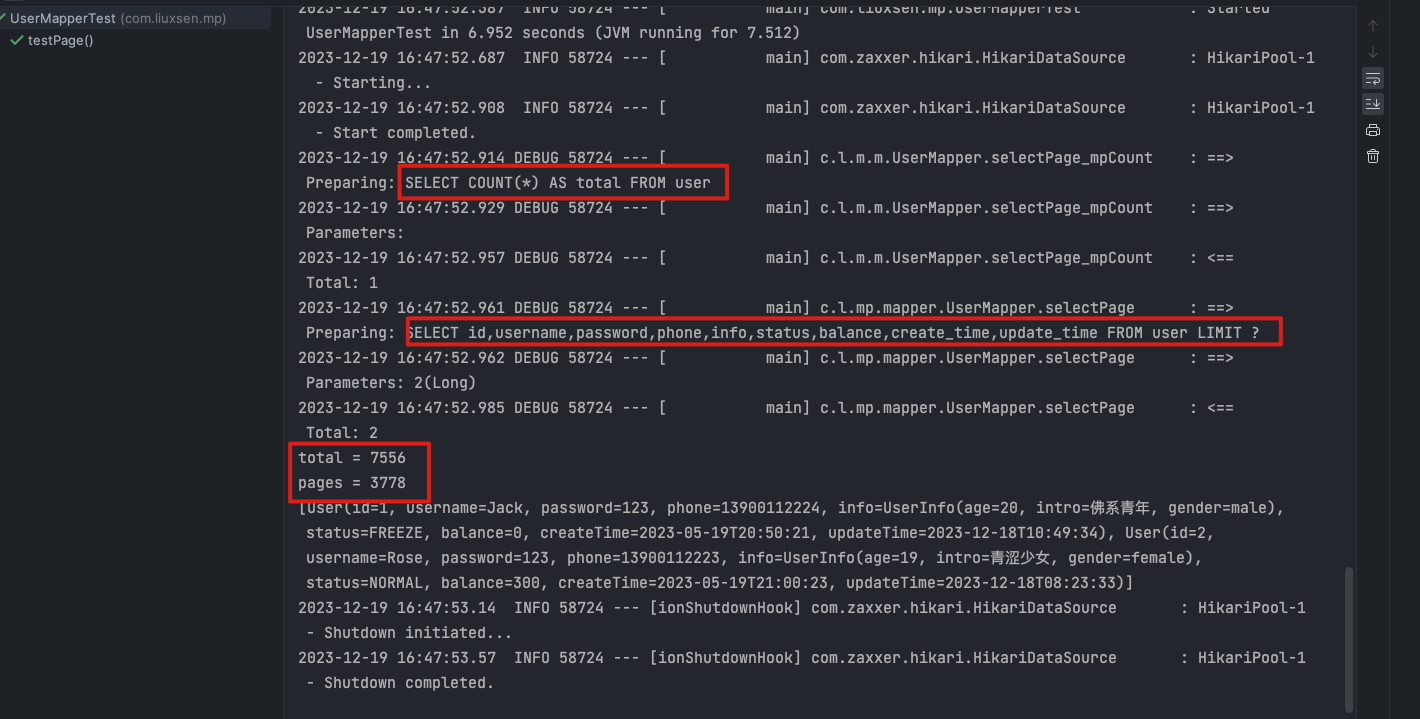 UserMapperTest (com.liuxsen.mp)
testPage()
2023-12-19 16:47:52.387  INFO 58724 --- [           main] com.liuxsen.mp.UserMapperTest            : Started
UserMapperTest in 6.952 seconds (JVM running for 7.512)
2023-12-19 16:47:52.687  INFO 58724 --- [           main] com.zaxxer.hikari.HikariDataSource       : HikariPool-1
- Starting...
2023-12-19 16:47:52.908  INFO 58724 --- [           main] com.zaxxer.hikari.HikariDataSource       : HikariPool-1
- Start completed.
2023-12-19 16:47:52.914 DEBUG 58724 --- [           main] c.l.m.m.UserMapper.selectPage_mpCount    : ==>
Preparing: SELECT COUNT(*) AS total FROM user
2023-12-19 16:47:52.929 DEBUG 58724 --- [           main] c.l.m.m.UserMapper.selectPage_mpCount    : ==>
Parameters:
2023-12-19 16:47:52.957 DEBUG 58724 --- [           main] c.l.m.m.UserMapper.selectPage_mpCount    : <==
Total: 1
2023-12-19 16:47:52.961 DEBUG 58724 --- [           main] c.l.mp.mapper.UserMapper.selectPage      : ==>
Preparing: SELECT id,username,password,phone,info,status,balance,create_time,update_time FROM user LIMIT ?
2023-12-19 16:47:52.962 DEBUG 58724 --- [           main] c.l.mp.mapper.UserMapper.selectPage      : ==>
Parameters: 2(Long)
2023-12-19 16:47:52.985 DEBUG 58724 --- [           main] c.l.mp.mapper.UserMapper.selectPage      : <==
Total: 2
total = 7556
pages = 3778
[User(id=1, username=Jack, password=123, phone=13900112224, info=UserInfo(age=20, intro=佛系青年, gender=male),
status=FREEZE, balance=0, createTime=2023-05-19T20:50:21, updateTime=2023-12-18T10:49:34), User(id=2,
username=Rose, password=123, phone=13900112223, info=UserInfo(age=19, intro=青涩少女, gender=female),
status=NORMAL, balance=300, createTime=2023-05-19T21:00:23, updateTime=2023-12-18T08:23:33)]
2023-12-19 16:47:53.14  INFO 58724 --- [ionShutdownHook] com.zaxxer.hikari.HikariDataSource       : HikariPool-1
- Shutdown initiated...
2023-12-19 16:47:53.57  INFO 58724 --- [ionShutdownHook] com.zaxxer.hikari.HikariDataSource       : HikariPool-1
- Shutdown completed.